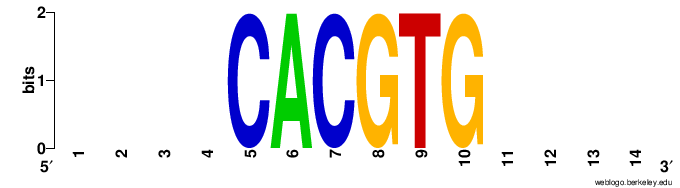 2
bits
1
0
CACGTG
5′ 1 2 3 4 5 6 7 8 9 10 11 12 13 14 3′
weblogo.berkeley.edu